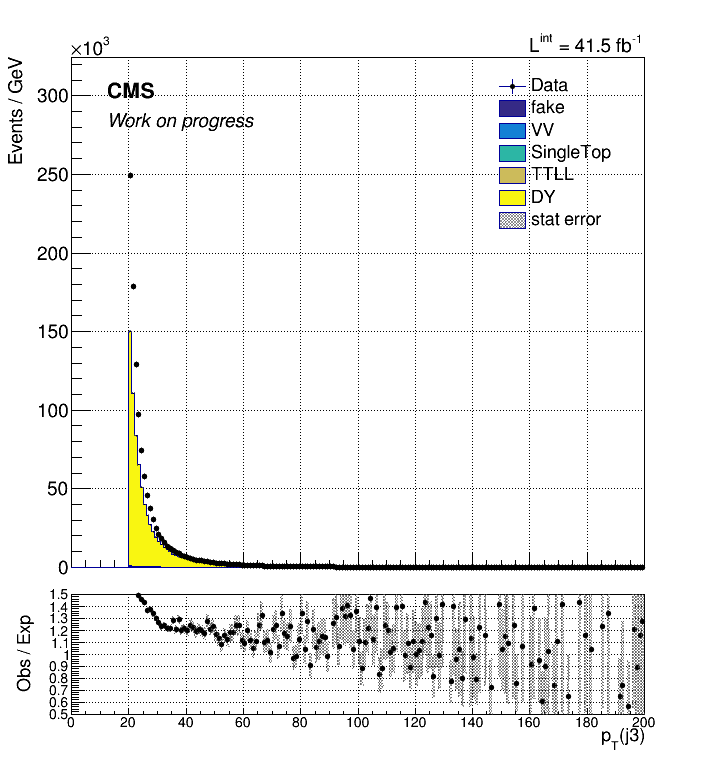 ×10³
L^int = 41.5 fb⁻¹
Events / GeV
300
250
200
150
100
50
0
CMS
Work on progress
Data
fake
VV
SingleTop
TTLL
DY
stat error
Obs / Exp
1.5
1.4
1.3
1.2
1.1
1
0.9
0.8
0.7
0.6
0.5
0 20 40 60 80 100 120 140 160 180 200
p_T(j3)